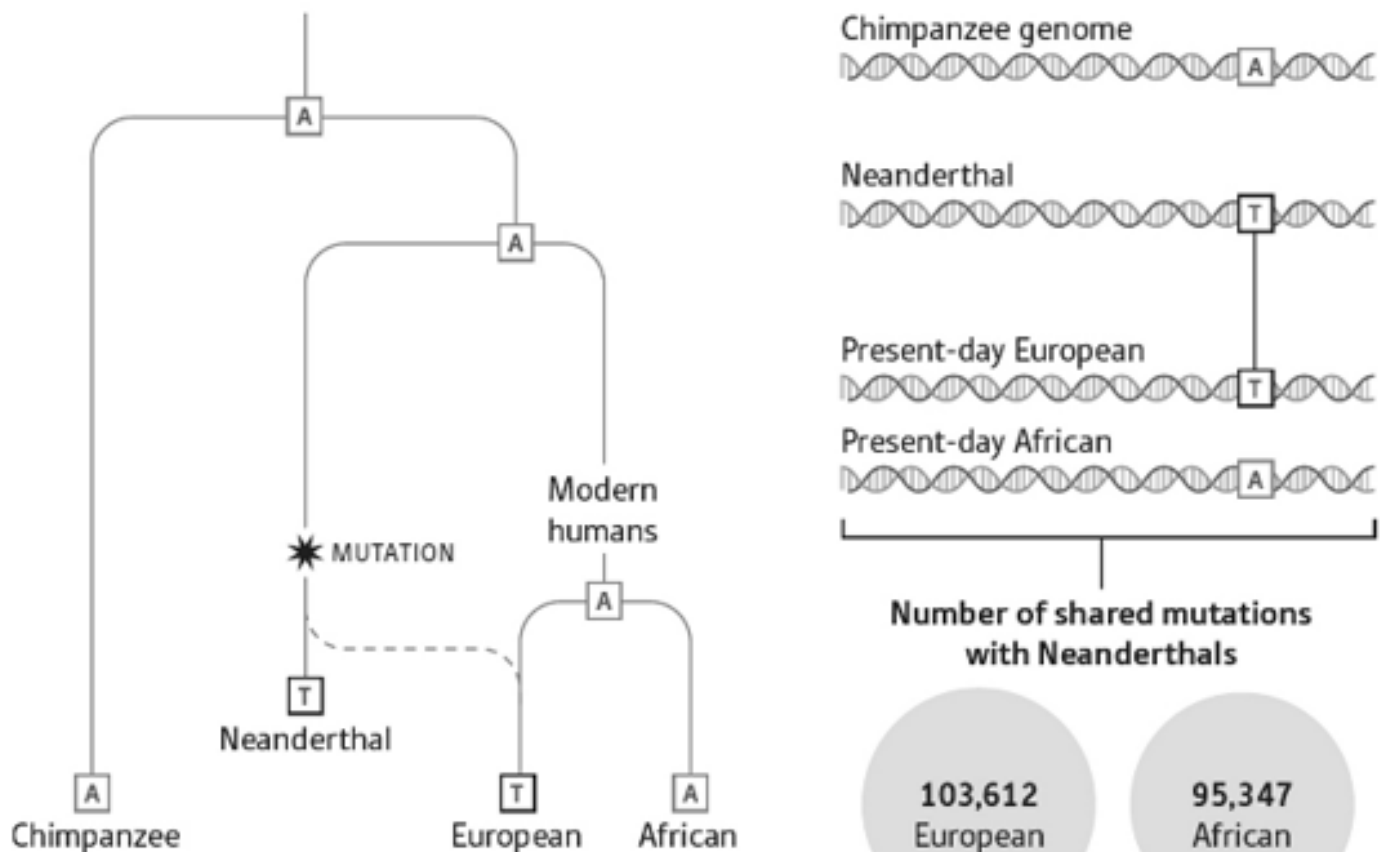 A
A
MUTATION
Modern
humans
A
T
Neanderthal
A
Chimpanzee
T
European
A
African
Chimpanzee genome
A
Neanderthal
T
Present-day European
T
Present-day African
A
Number of shared mutations
with Neanderthals
103,612
European
95,347
African